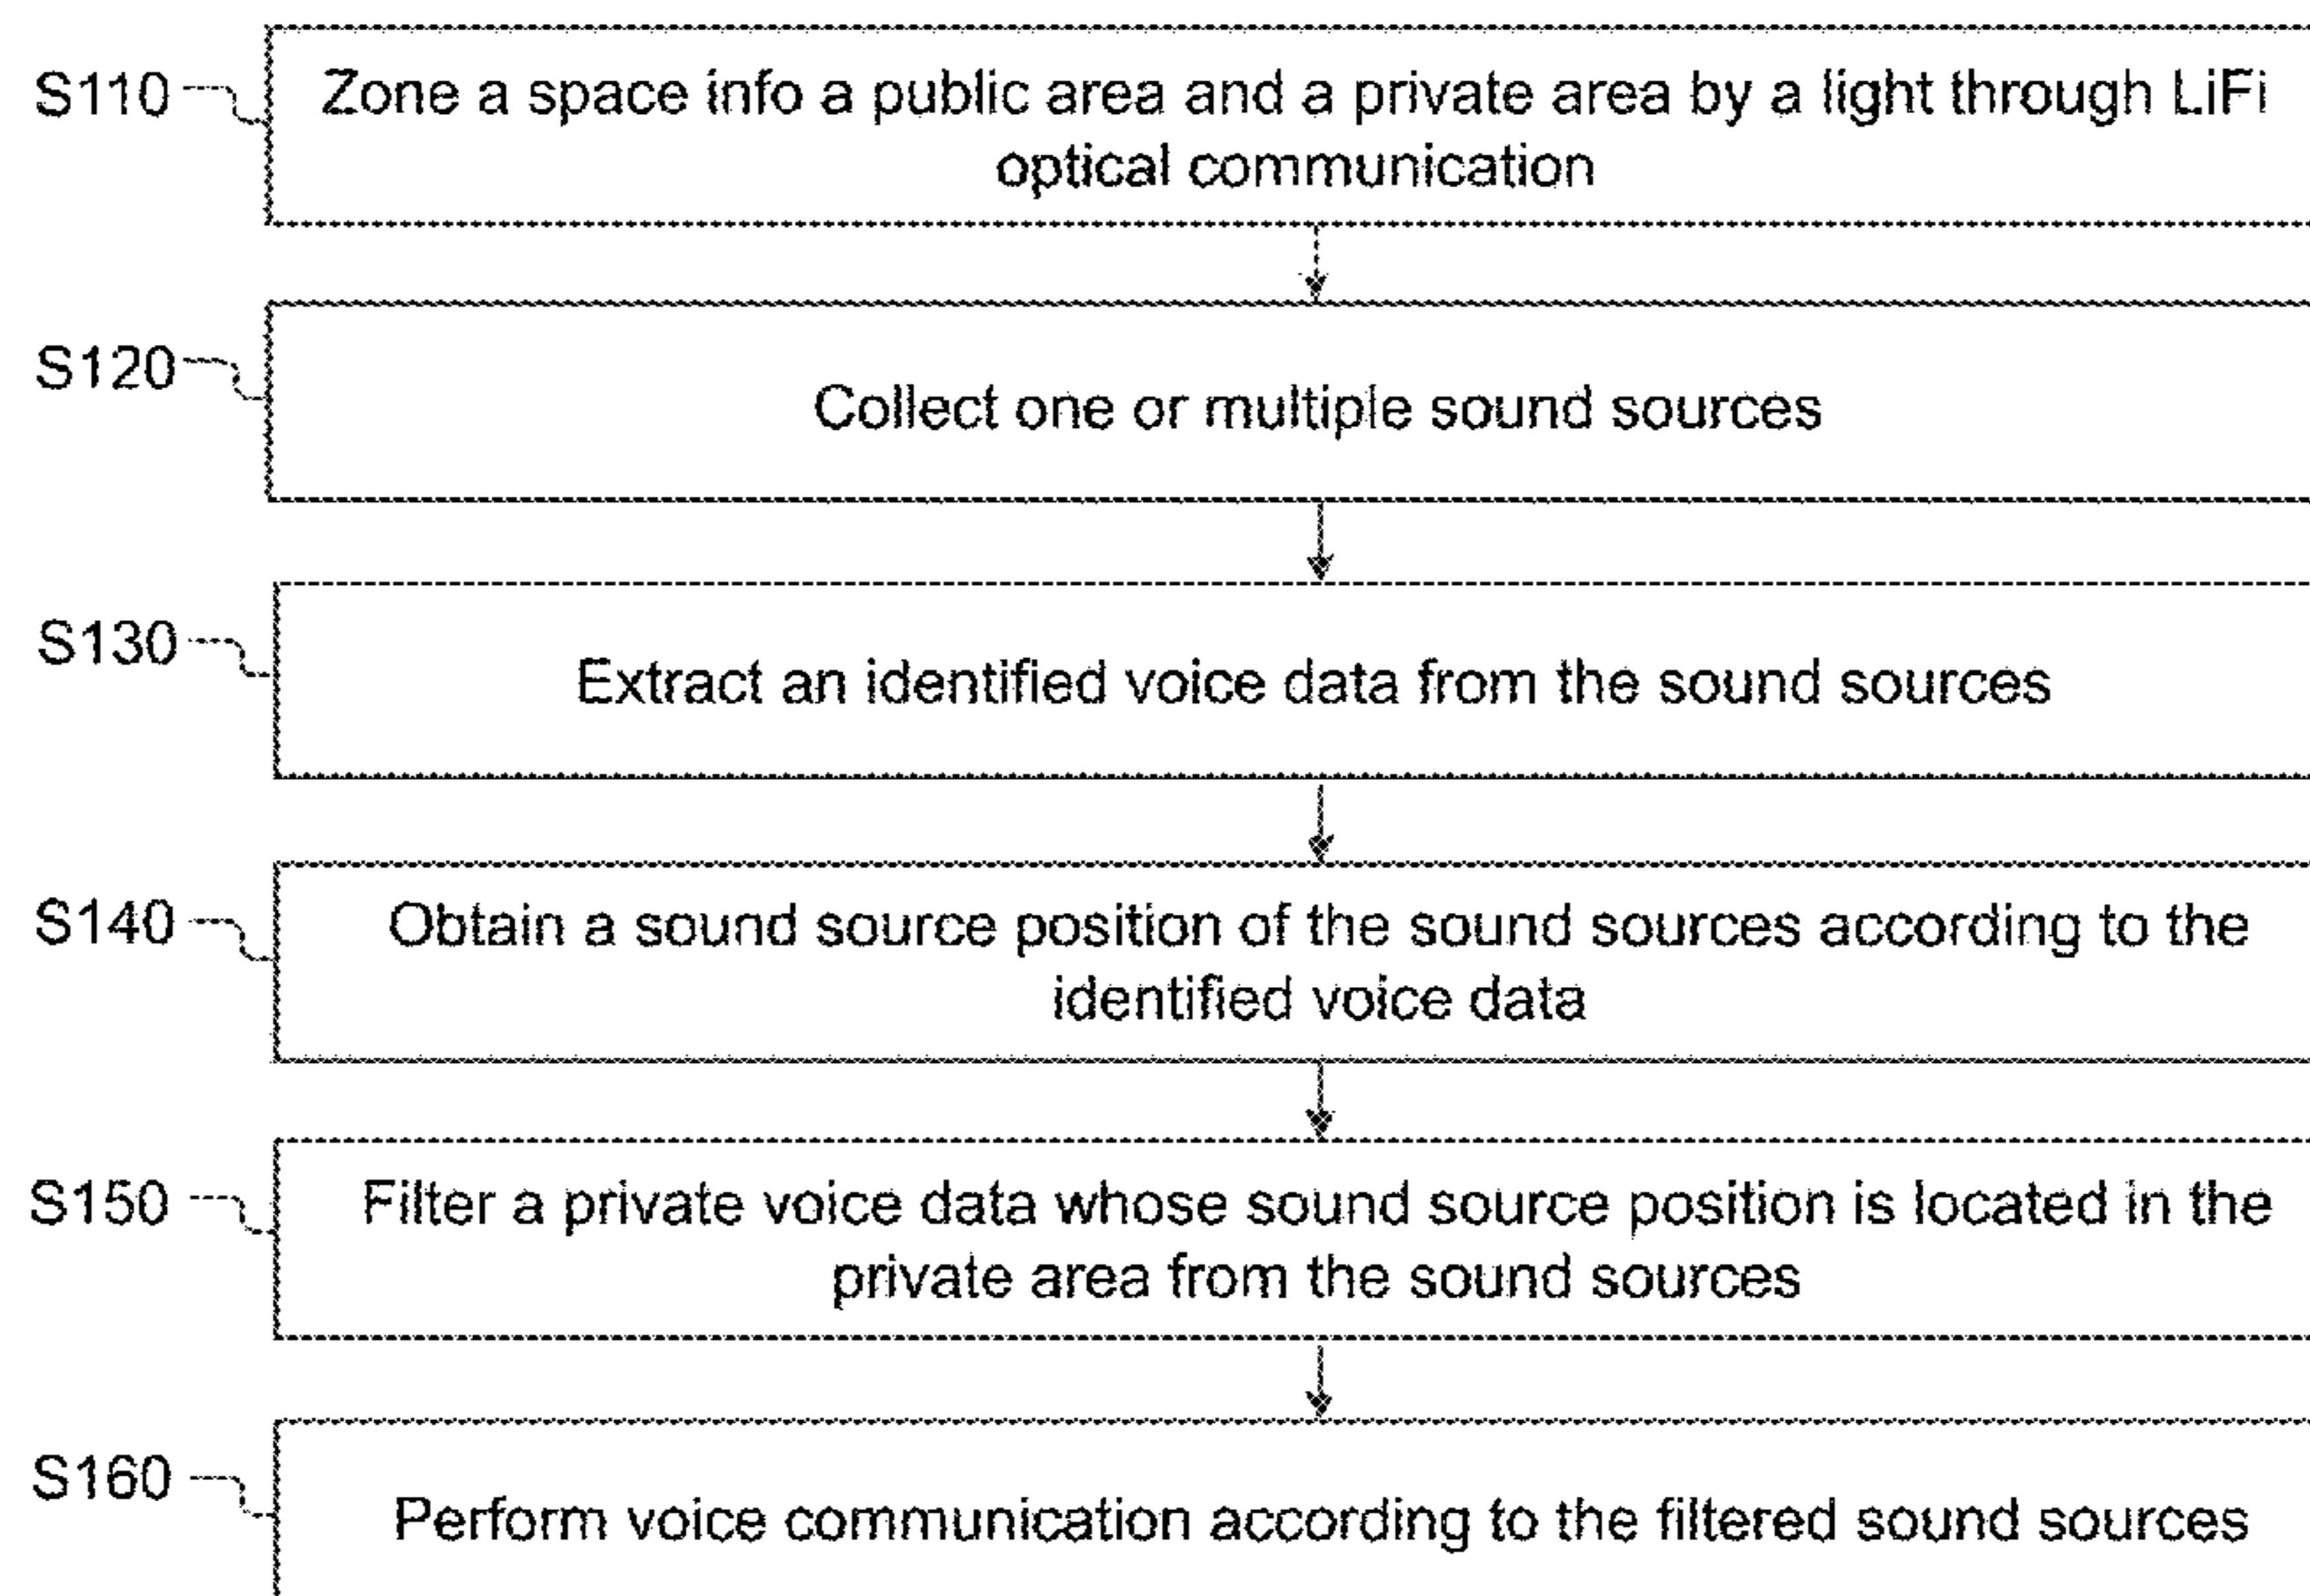 S110
Zone a space info a public area and a private area by a light through LiFi
optical communication
S120
Collect one or multiple sound sources
S130
Extract an identified voice data from the sound sources
S140
Obtain a sound source position of the sound sources according to the
identified voice data
S150
Filter a private voice data whose sound source position is located in the
private area from the sound sources
S160
Perform voice communication according to the filtered sound sources